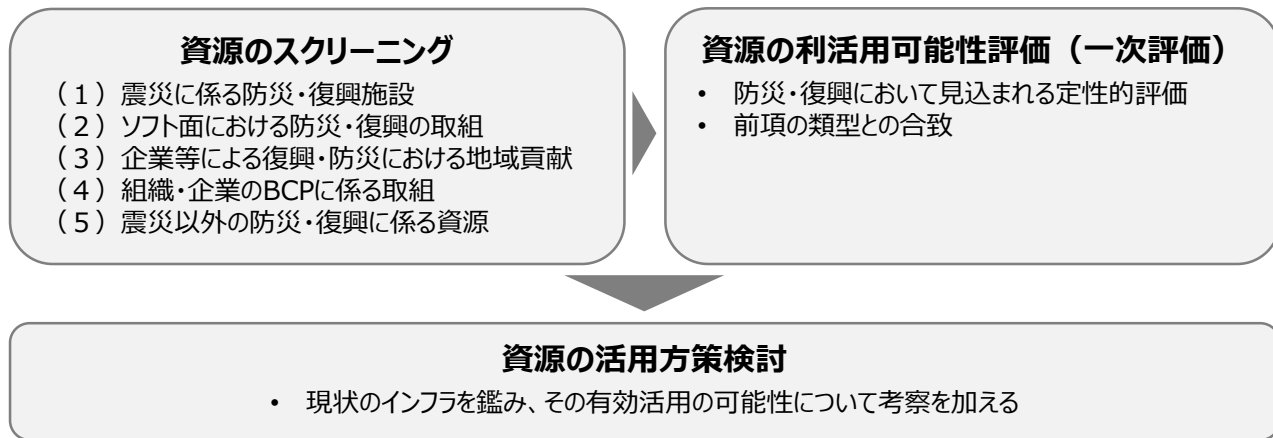 資源のスクリーニング
（１）震災に係る防災・復興施設
（２）ソフト面における防災・復興の取組
（３）企業等による復興・防災における地域貢献
（４）組織・企業のBCPに係る取組
（５）震災以外の防災・復興に係る資源
資源の利活用可能性評価（一次評価）
• 防災・復興において見込まれる定性的評価
• 前項の類型との合致
資源の活用方策検討
• 現状のインフラを鑑み、その有効活用の可能性について考察を加える